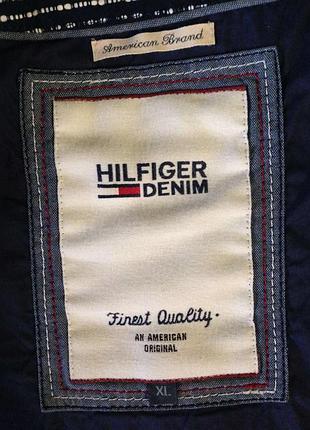 American Brand
HILFIGER
DENIM
Finest Quality.
AN AMERICAN
ORIGINAL
XL